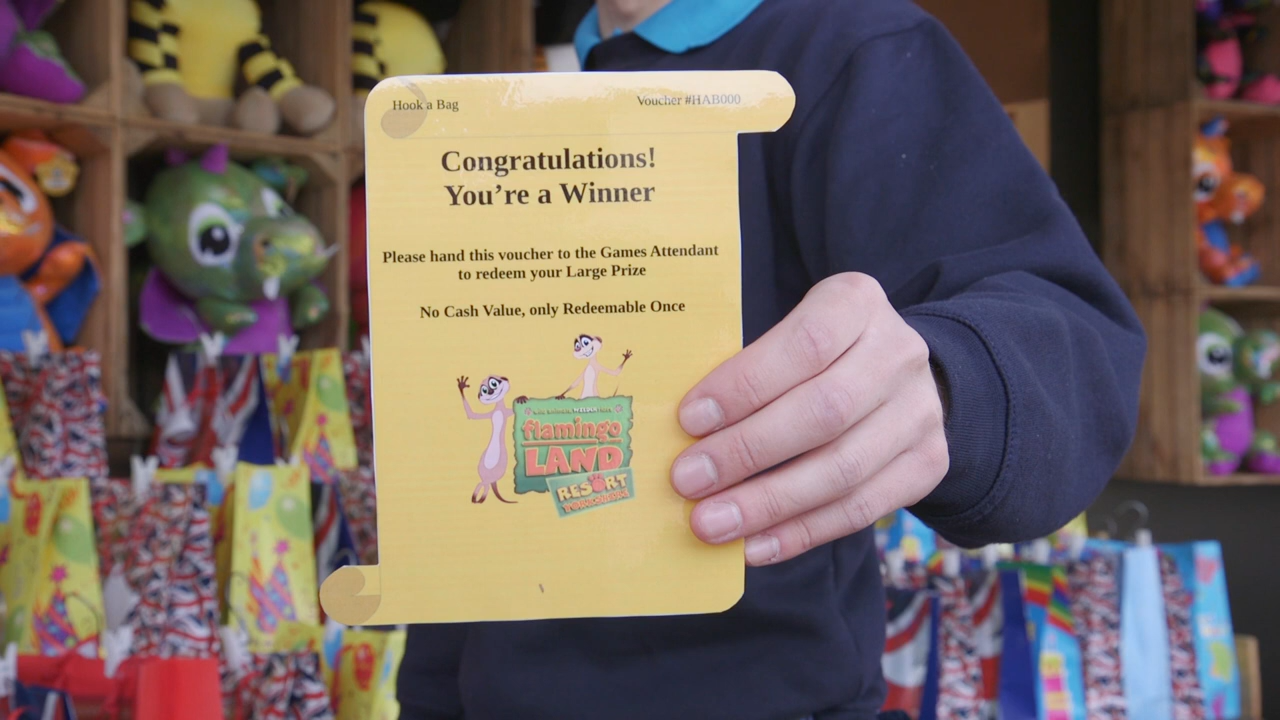 Hook a Bag
Voucher #HAB000
Congratulations!
You're a Winner
Please hand this voucher to the Games Attendant
to redeem your Large Prize
No Cash Value, only Redeemable Once
flamingo
LAND
RESORT
YORKSHIRE